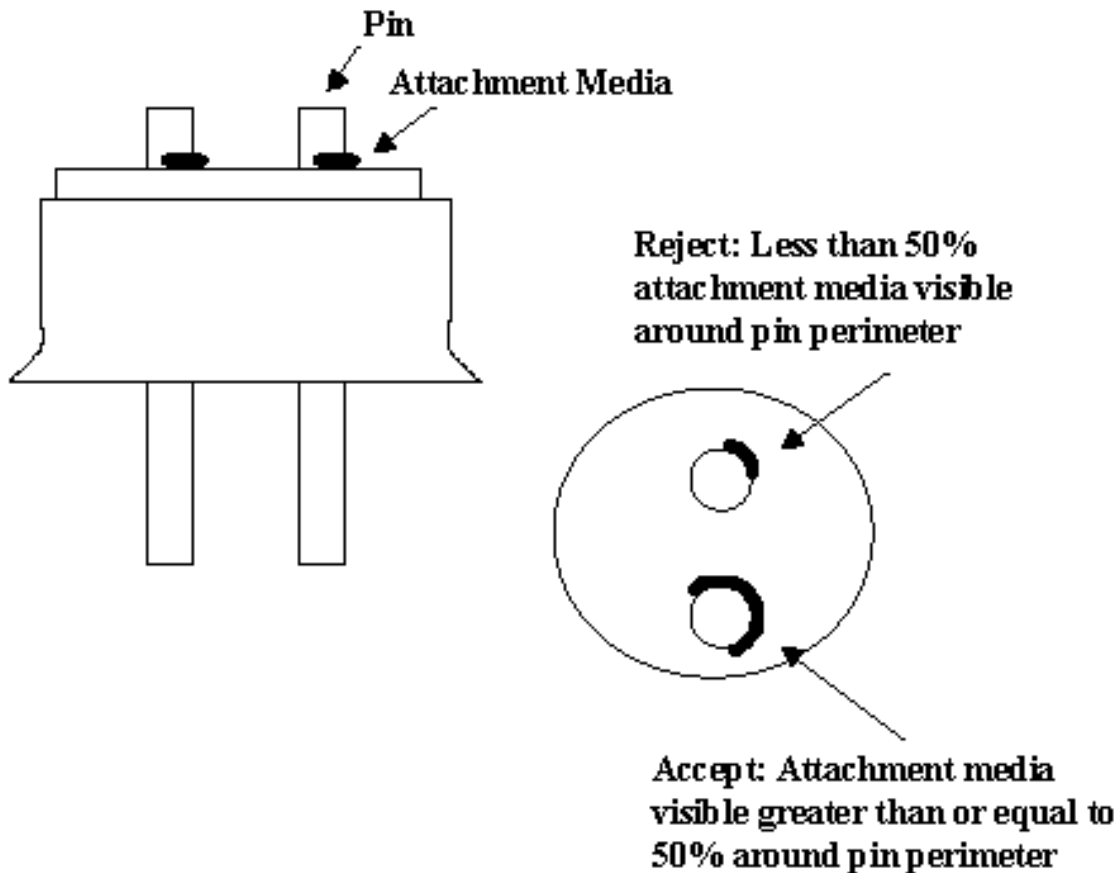 Pin
Attachment Media
Reject: Less than 50%
attachment media visible
around pin perimeter
Accept: Attachment media
visible greater than or equal to
50% around pin perimeter